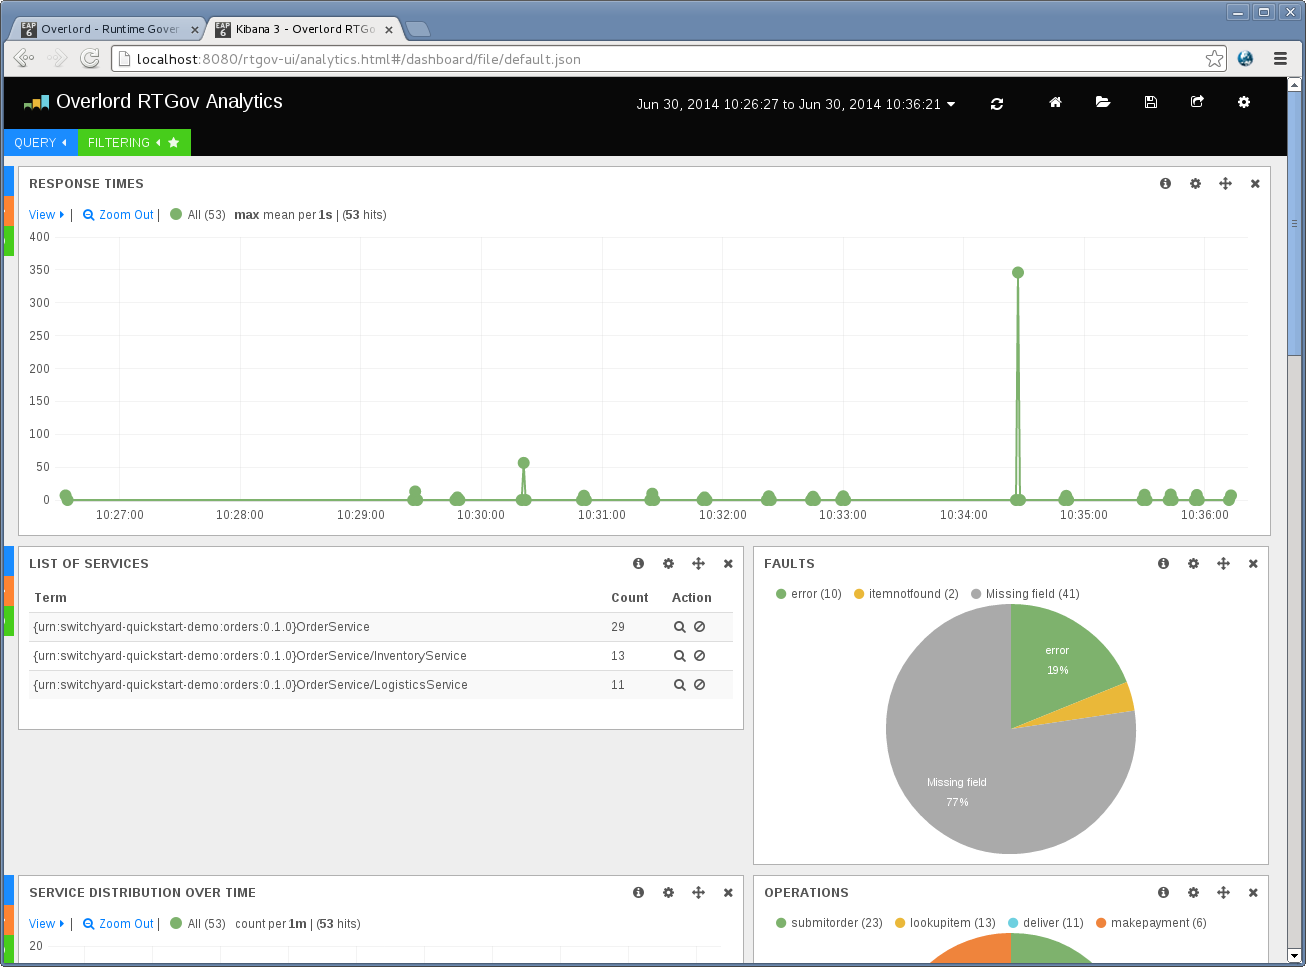 Overlord - Runtime Gover
Kibana 3 - Overlord RTGo
localhost:8080/rtgov-ui/analytics.html#/dashboard/file/default.json
Overlord RTGov Analytics
Jun 30, 2014 10:26:27 to Jun 30, 2014 10:36:21
QUERY FILTERING
RESPONSE TIMES
View | Zoom Out | All (53) max mean per 1s | (53 hits)
400
350
300
250
200
150
100
50
0
10:27:00 10:28:00 10:29:00 10:30:00 10:31:00 10:32:00 10:33:00 10:34:00 10:35:00 10:36:00
LIST OF SERVICES
Term Count Action
{urn:switchyard-quickstart-demo:orders:0.1.0}OrderService 29
{urn:switchyard-quickstart-demo:orders:0.1.0}OrderService/InventoryService 13
{urn:switchyard-quickstart-demo:orders:0.1.0}OrderService/LogisticsService 11
FAULTS
error (10) itemnotfound (2) Missing field (41)
error
19%
Missing field
77%
SERVICE DISTRIBUTION OVER TIME
View | Zoom Out | All (53) count per 1m | (53 hits)
20
OPERATIONS
submitorder (23) lookupitem (13) deliver (11) makepayment (6)